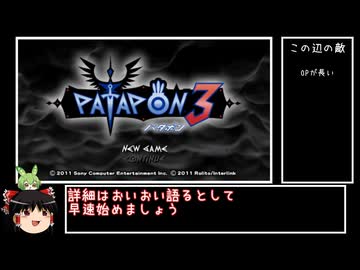 PATAPON 3
パタポン
NEW GAME
CONTINUE
© 2011 Sony Computer Entertainment Inc. © 2011 Rolito/Interlink
この辺の敵
OPが長い
詳細はおいおい語るとして
早速始めましょう